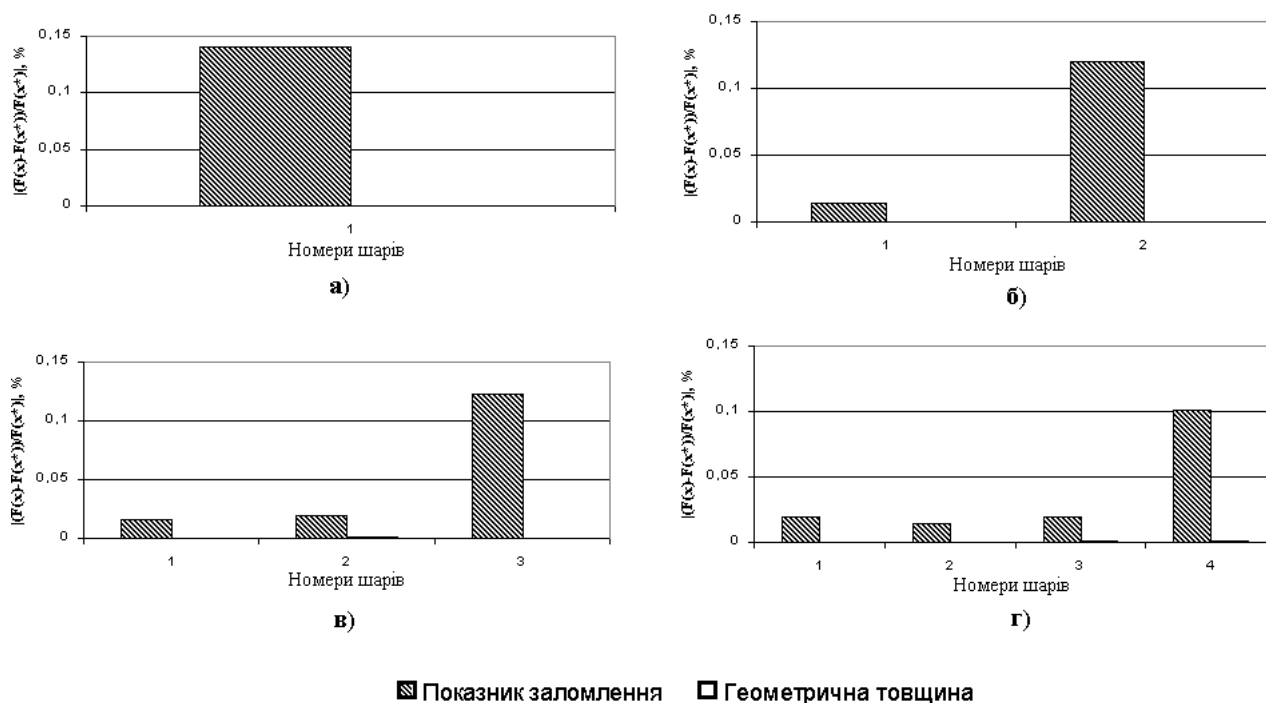 |(F(x)-F(x*))/F(x*)|, %
0,15
0,1
0,05
0
1
Номери шарів
а)
|(F(x)-F(x*))/F(x*)|, %
0,15
0,1
0,05
0
1 2
Номери шарів
б)
|(F(x)-F(x*))/F(x*)|, %
0,15
0,1
0,05
0
1 2 3
Номери шарів
в)
|(F(x)-F(x*))/F(x*)|, %
0,15
0,1
0,05
0
1 2 3 4
Номери шарів
г)
Показник заломлення Геометрична товщина